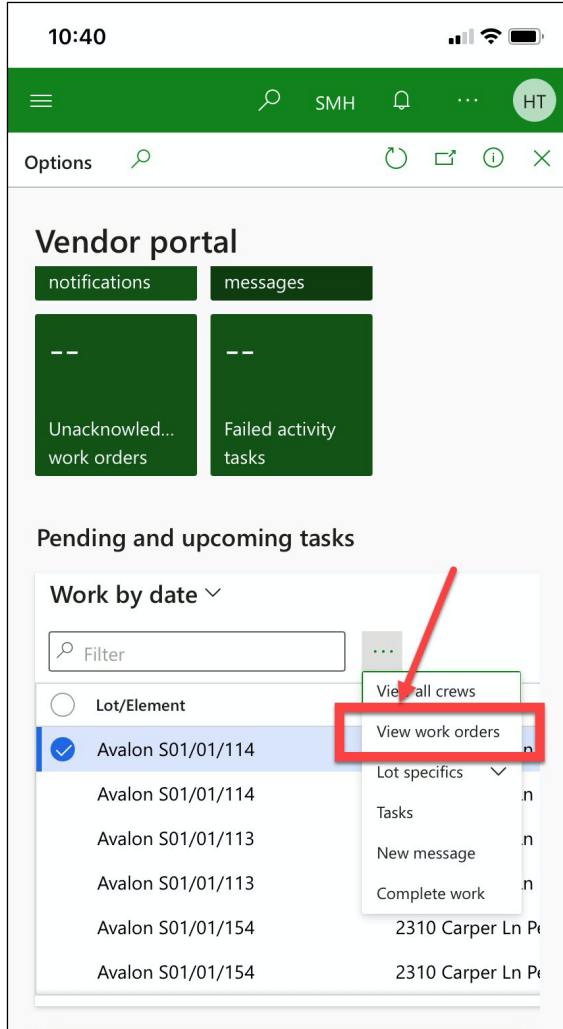 10:40
SMH
HT
Options
Vendor portal
notifications
messages
--
--
Unacknowled...
work orders
Failed activity
tasks
Pending and upcoming tasks
Work by date
Filter
...
View all crews
Lot/Element
View work orders
Avalon S01/01/114
Lot specifics
Avalon S01/01/114
Tasks
Avalon S01/01/113
New message
Avalon S01/01/113
Complete work
Avalon S01/01/154 2310 Carper Ln Pe
Avalon S01/01/154 2310 Carper Ln Pe